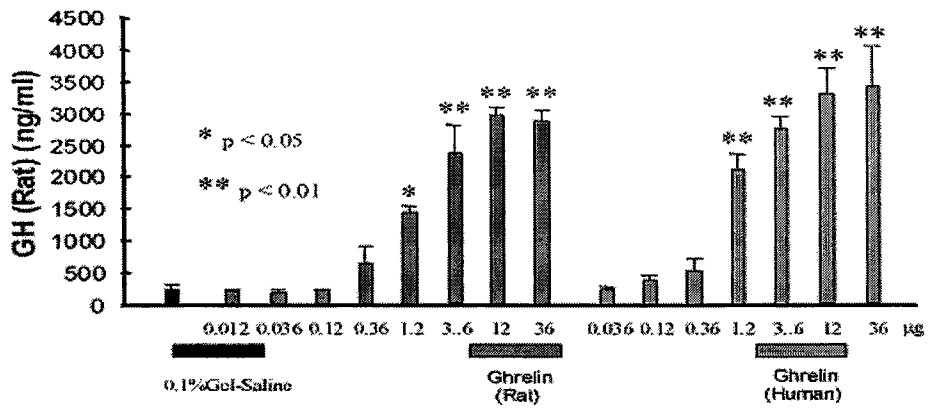 4500
4000
3500
3000
2500
2000
1500
1000
500
0
GH (Rat) (ng/ml)
* p < 0.05
** p < 0.01
* ** ** ** ** ** ** **
0.012 0.036 0.12 0.36 1.2 3..6 12 36 0.036 0.12 0.36 1.2 3..6 12 36 µg
0.1%Gel-Saline
Ghrelin
(Rat)
Ghrelin
(Human)